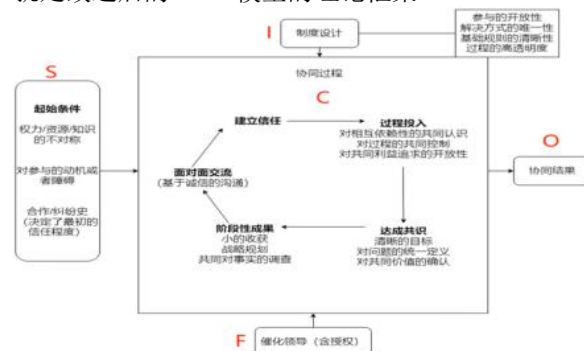 I
制度设计
参与的开放性
解决方式的唯一性
基础规则的清晰性
过程的高透明度
协同过程
S
起始条件
权力/资源/知识
的不对称
对参与的动机或
者障碍
合作/纠纷史
(决定了最初的
信任程度)
C
建立信任
过程投入
对相互依赖性的共同认识
对过程的共同控制
对共同利益追求的开放性
面对面交流
(基于诚信的沟通)
阶段性成果
小的收获
战略规划
共同对事实的调查
达成共识
清晰的目标
对问题的统一定义
对共同价值的确认
O
协同结果
F
催化领导（含授权）